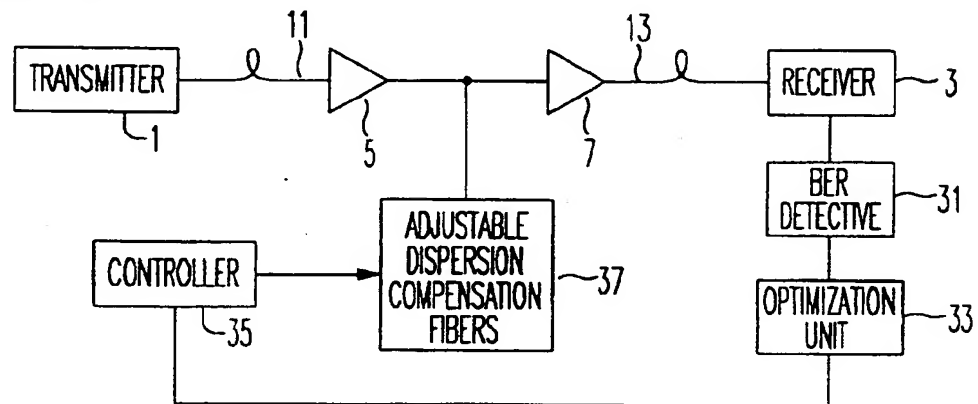 TRANSMITTER
1
11
5
7
13
RECEIVER
3
BER
DETECTIVE
31
OPTIMIZATION
UNIT
33
CONTROLLER
35
ADJUSTABLE
DISPERSION
COMPENSATION
FIBERS
37